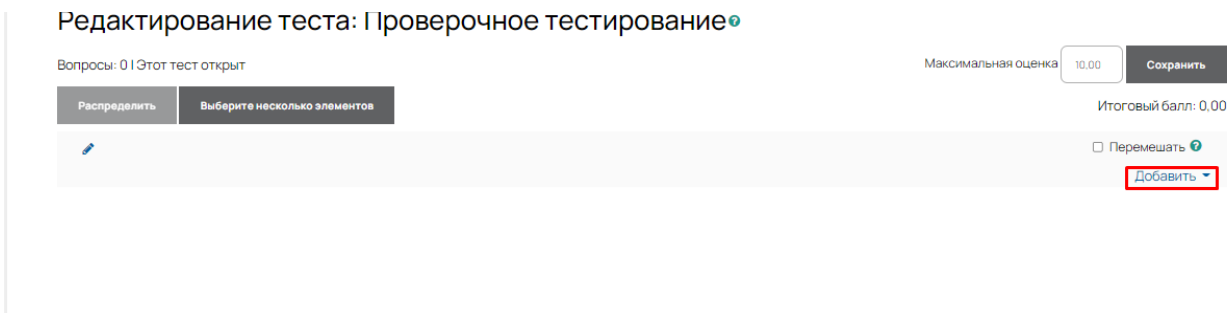 Редактирование теста: Проверочное тестирование
Вопросы: 0 | Этот тест открыт
Максимальная оценка 10,00 Сохранить
Распределить Выберите несколько элементов
Итоговый балл: 0,00
Перемешать
Добавить